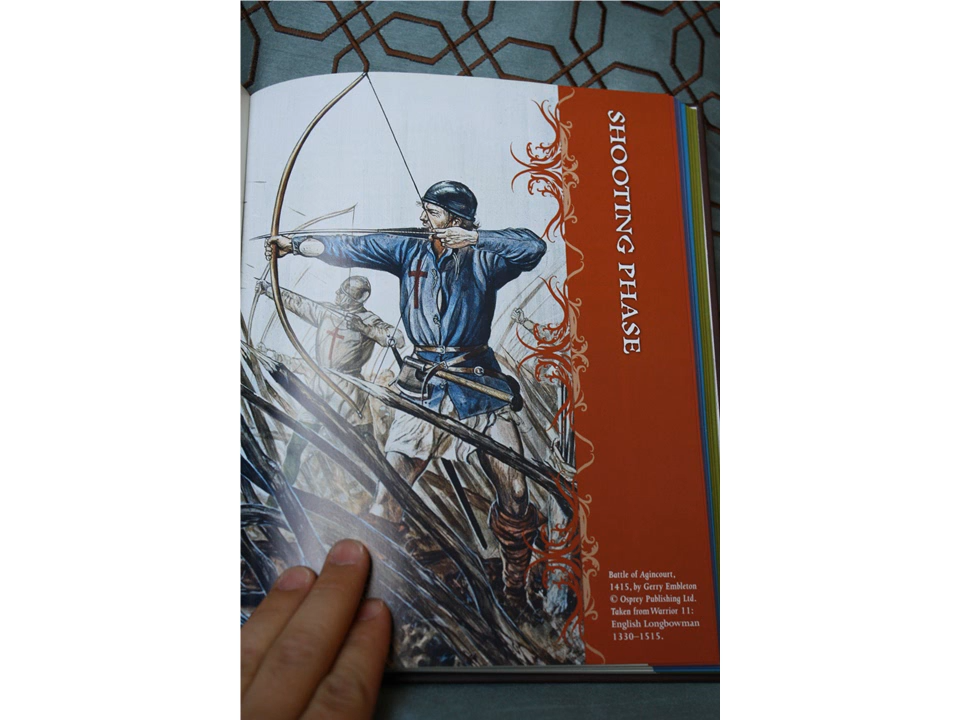 SHOOTING PHASE
Battle of Agincourt,
1415, by Gerry Embleton
© Osprey Publishing Ltd.
Taken from Warrior 11:
English Longbowman
1330–1515.